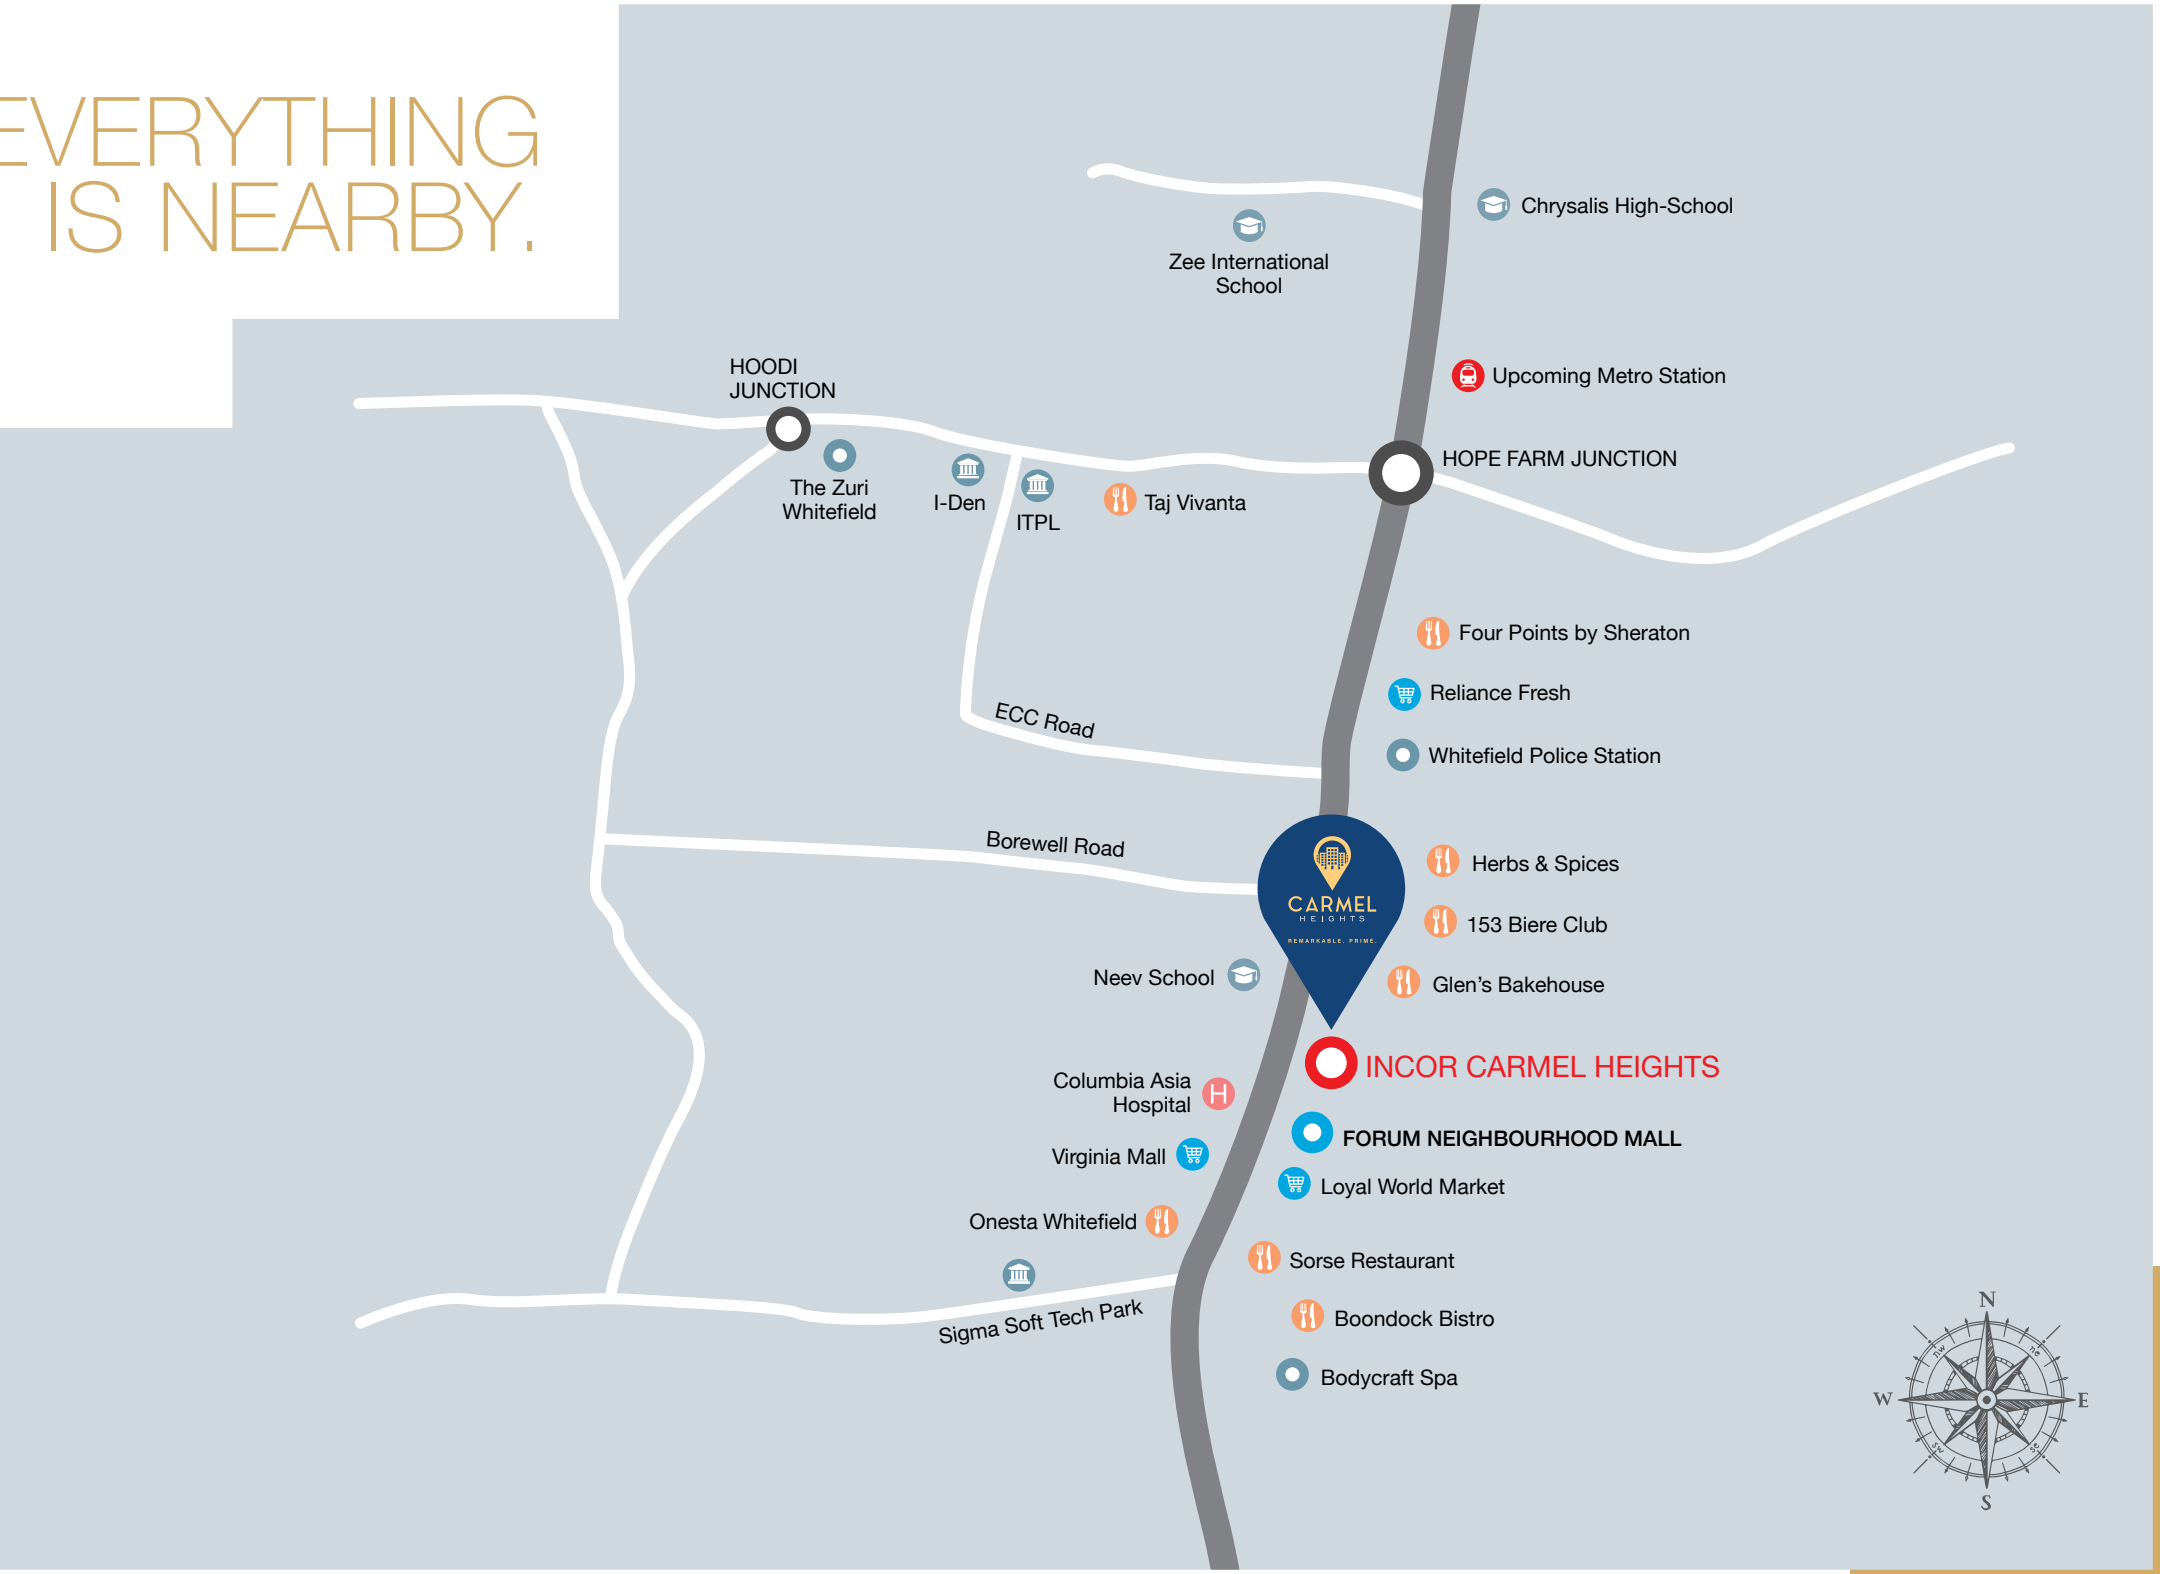 EVERYTHING
IS NEARBY.
Chrysalis High-School
Zee International
School
Upcoming Metro Station
HOODI
JUNCTION
HOPE FARM JUNCTION
The Zuri
Whitefield
I-Den
ITPL
Taj Vivanta
Four Points by Sheraton
Reliance Fresh
ECC Road
Whitefield Police Station
Borewell Road
CARMEL
HEIGHTS
REMARKABLE. PRIME.
Herbs & Spices
153 Biere Club
Neev School
Glen's Bakehouse
INCOR CARMEL HEIGHTS
Columbia Asia
Hospital
H
FORUM NEIGHBOURHOOD MALL
Virginia Mall
Loyal World Market
Onesta Whitefield
Sorse Restaurant
Sigma Soft Tech Park
Boondock Bistro
Bodycraft Spa
N
nw
ne
W
E
sw
se
S